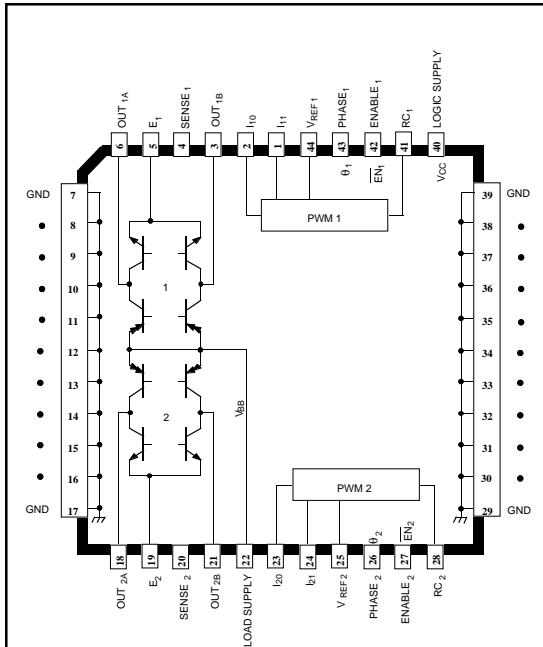 OUT 1A
E1
SENSE 1
OUT 1B
I10
I11
VREF 1
PHASE1
ENABLE 1
RC1
LOGIC SUPPLY
6
5
4
3
2
1
44
43
42
41
40
θ1
EN1
VCC
PWM 1
GND
7
8
9
10
11
12
13
14
15
16
GND
17
1
2
VBB
GND
39
38
37
36
35
34
33
32
31
30
29
GND
PWM 2
θ2
EN2
18
19
20
21
22
23
24
25
26
27
28
OUT 2A
E2
SENSE 2
OUT 2B
LOAD SUPPLY
I20
I21
V REF 2
PHASE 2
ENABLE 2
RC 2